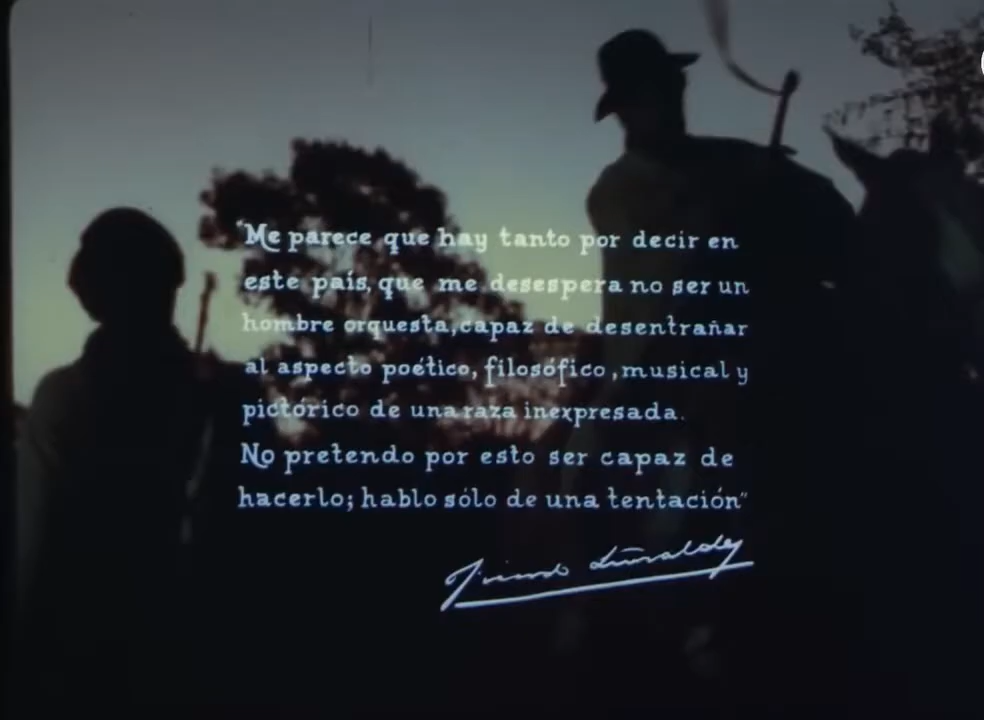 "Me parece que hay tanto por decir en
este país, que me desespera no ser un
hombre orquesta, capaz de desentrañar
al aspecto poético, filosófico, musical y
pictórico de una raza inexpresada.
No pretendo por esto ser capaz de
hacerlo; hablo sólo de una tentación"